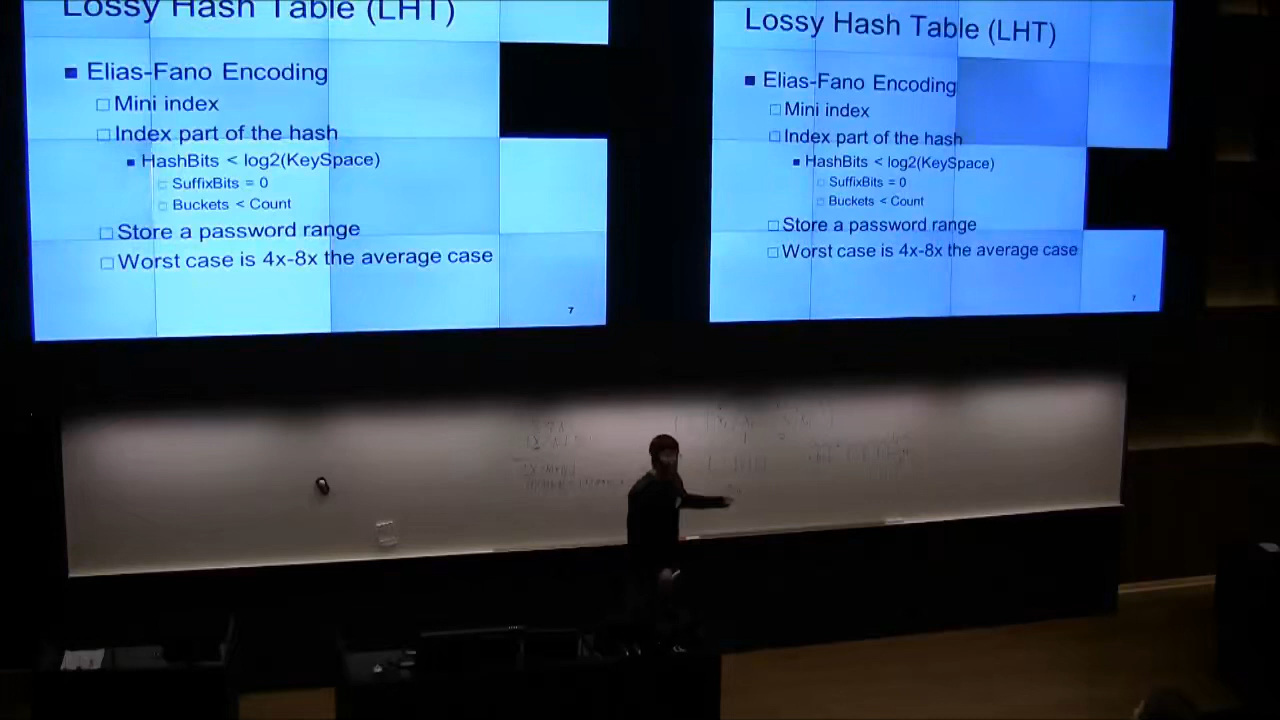 Lossy Hash Table (LHT)
Elias-Fano Encoding
Mini index
Index part of the hash
HashBits < log2(KeySpace)
SuffixBits = 0
Buckets < Count
Store a password range
Worst case is 4x-8x the average case
7
Lossy Hash Table (LHT)
Elias-Fano Encoding
Mini index
Index part of the hash
HashBits < log2(KeySpace)
SuffixBits = 0
Buckets < Count
Store a password range
Worst case is 4x-8x the average case
7